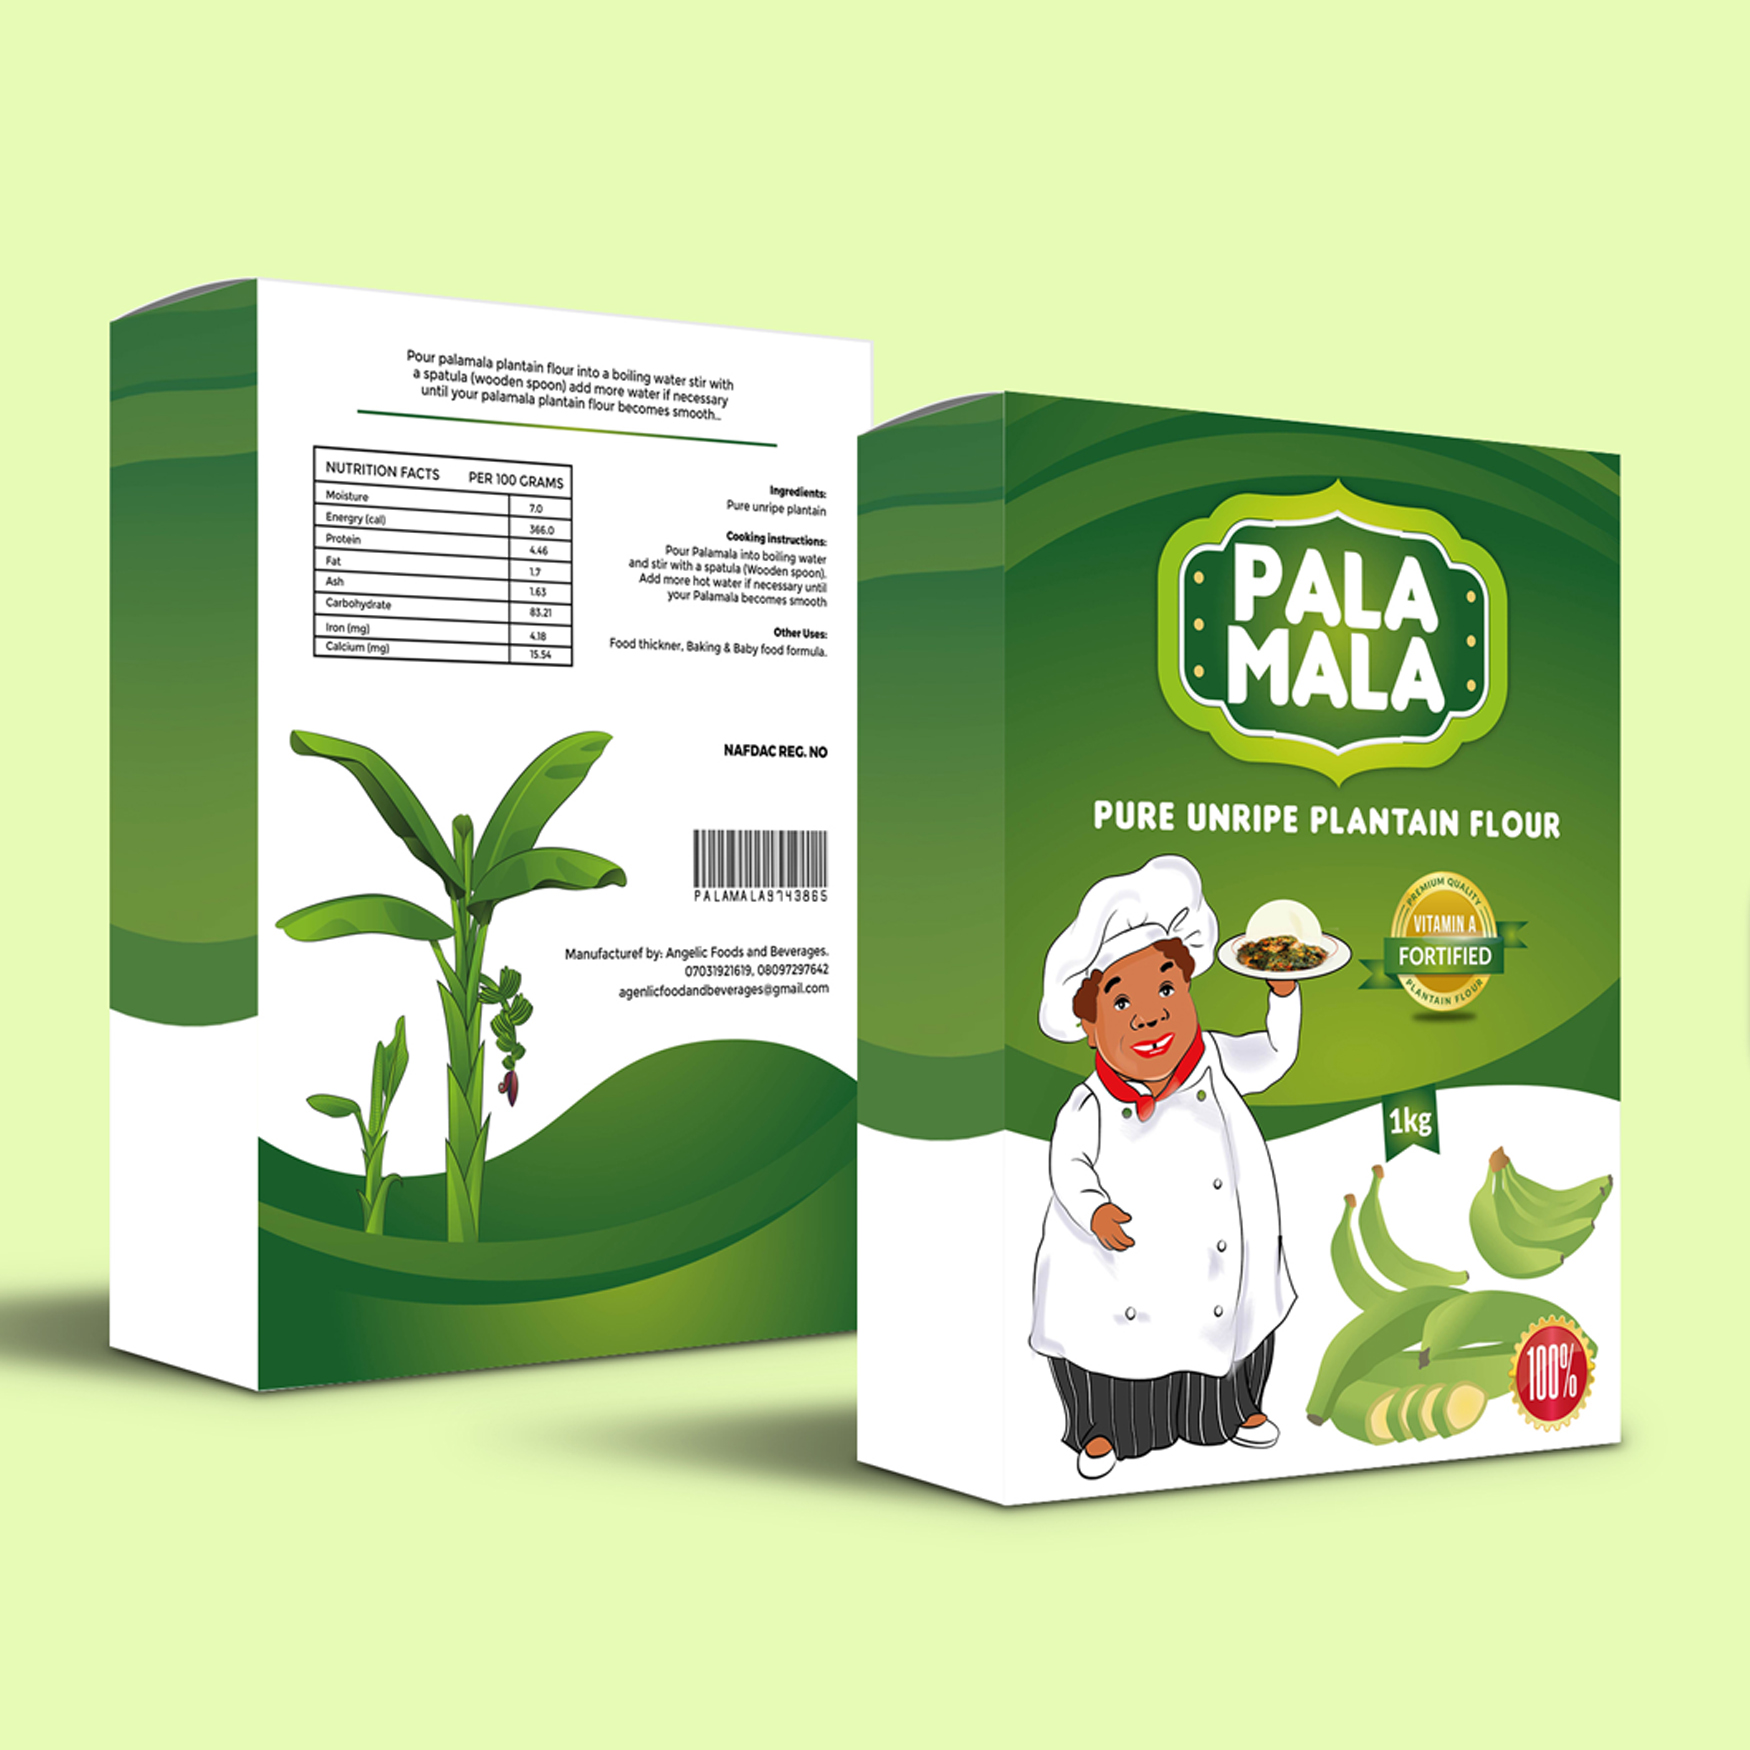 Pour palamala plantain flour into a boiling water stir with
a spatula (wooden spoon) add more water if necessary
until your palamala plantain flour becomes smooth...
NUTRITION FACTS PER 100 GRAMS
Moisture 7.0
Energry (cal) 366.0
Protein 4.46
Fat 1.7
Ash 1.63
Carbohydrate 83.21
Iron (mg) 4.18
Calcium (mg) 15.54
Ingredients:
Pure unripe plantain
Cooking instructions:
Pour Palamala into boiling water
and stir with a spatula (Wooden spoon).
Add more hot water if necessary until
your Palamala becomes smooth
Other Uses:
Food thickner, Baking & Baby food formula.
NAFDAC REG. NO
PALAMALA9743865
Manufacturef by: Angelic Foods and Beverages.
07031921619, 08097297642
agenlicfoodandbeverages@gmail.com
PALA
MALA
PURE UNRIPE PLANTAIN FLOUR
PREMIUM QUALITY
VITAMIN A
FORTIFIED
PLANTAIN FLOUR
1kg
100%